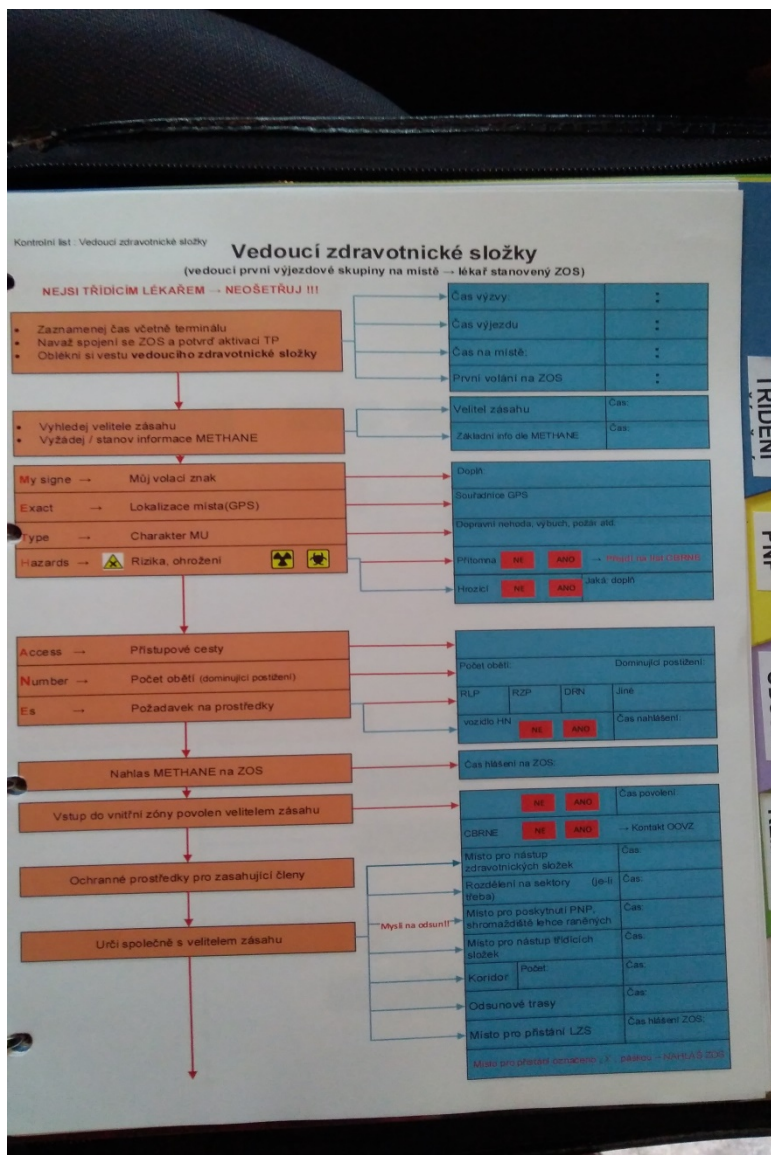 Kontrolní list : Vedoucí zdravotnické složky
Vedoucí zdravotnické složky
(vedoucí první výjezdové skupiny na místě → lékař stanovený ZOS)
NEJSI TŘÍDÍCÍM LÉKAŘEM → NEOŠETŘUJ !!!
• Zaznamenej čas včetně terminálu
• Navaž spojení se ZOS a potvrď aktivaci TP
• Oblékni si vestu vedoucího zdravotnické složky
Čas výzvy: :
Čas výjezdu :
Čas na místě: :
První volání na ZOS :
• Vyhledej velitele zásahu
• Vyžádej / stanov informace METHANE
Velitel zásahu Čas:
Základní info dle METHANE Čas:
My signe → Můj volací znak
Doplň:
Exact → Lokalizace místa(GPS)
Souřadnice GPS
Type → Charakter MU
Dopravní nehoda, výbuch, požár atd.
Hazards → Rizika, ohrožení
Přítomna NE ANO →
Hrozící NE ANO Jaká, doplň
Access → Přístupové cesty
Number → Počet obětí (dominující postižení)
Počet obětí: Dominující postižení:
Es → Požadavek na prostředky
RLP RZP DRN Jiné
vozidlo HN NE ANO Čas nahlášení:
Nahlas METHANE na ZOS
Čas hlášení na ZOS:
Vstup do vnitřní zóny povolen velitelem zásahu
NE ANO Čas povolení
CBRNE NE ANO → Kontakt OOVZ
Ochranné prostředky pro zasahující členy
Urči společně s velitelem zásahu
Mysli na odsun!!
Místo pro nástup
zdravotnických složek Čas:
Rozdělení na sektory (je-li
třeba) Čas:
Místo pro poskytnutí PNP,
shromaždiště lehce raněných Čas:
Místo pro nástup třídících
složek Čas:
Koridor Počet: Čas:
Odsunové trasy Čas:
Místo pro přistání LZS Čas hlášení ZOS:
TŘÍDĚNÍ
PNP